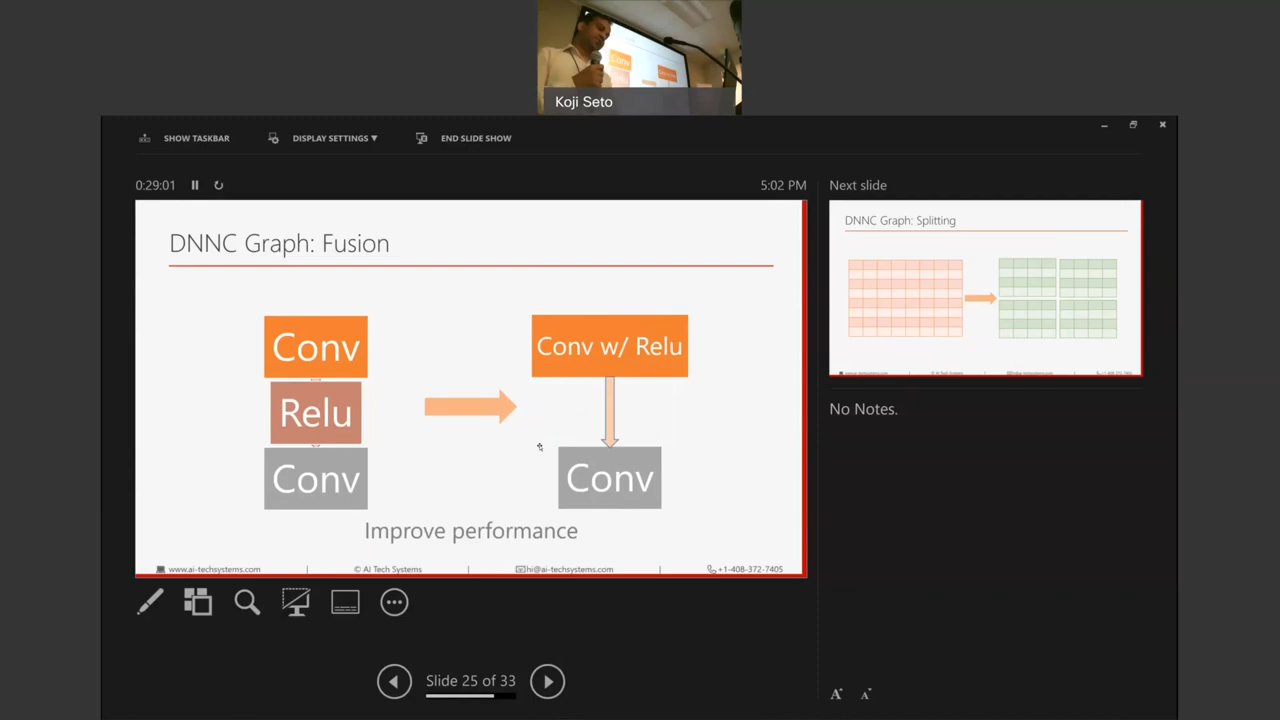 Koji Seto
SHOW TASKBAR
DISPLAY SETTINGS ▼
END SLIDE SHOW
0:29:01
5:02 PM
Next slide
DNNC Graph: Fusion
Conv
Relu
Conv
Conv w/ Relu
Conv
Improve performance
www.ai-techsystems.com | © AI Tech Systems | hi@ai-techsystems.com | +1-408-372-7405
DNNC Graph: Splitting
No Notes.
Slide 25 of 33